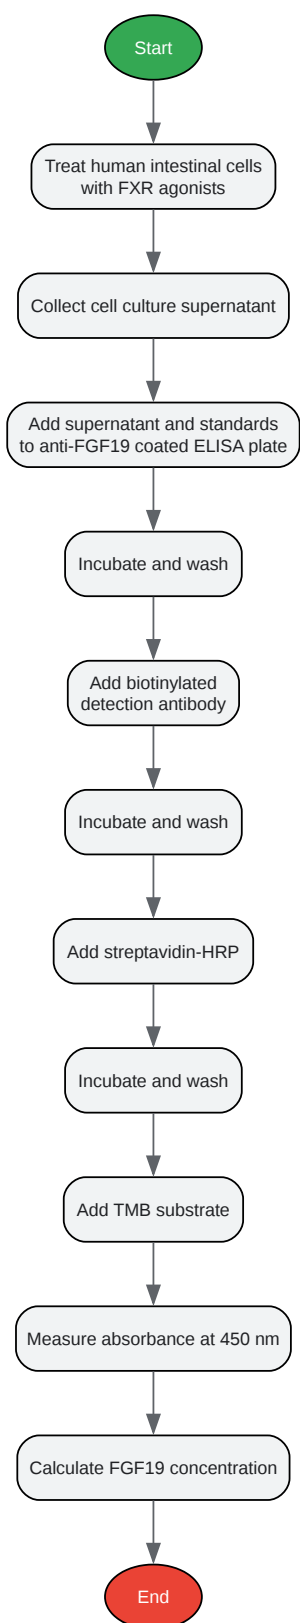 Start
Treat human intestinal cells
with FXR agonists
Collect cell culture supernatant
Add supernatant and standards
to anti-FGF19 coated ELISA plate
Incubate and wash
Add biotinylated
detection antibody
Incubate and wash
Add streptavidin-HRP
Incubate and wash
Add TMB substrate
Measure absorbance at 450 nm
Calculate FGF19 concentration
End